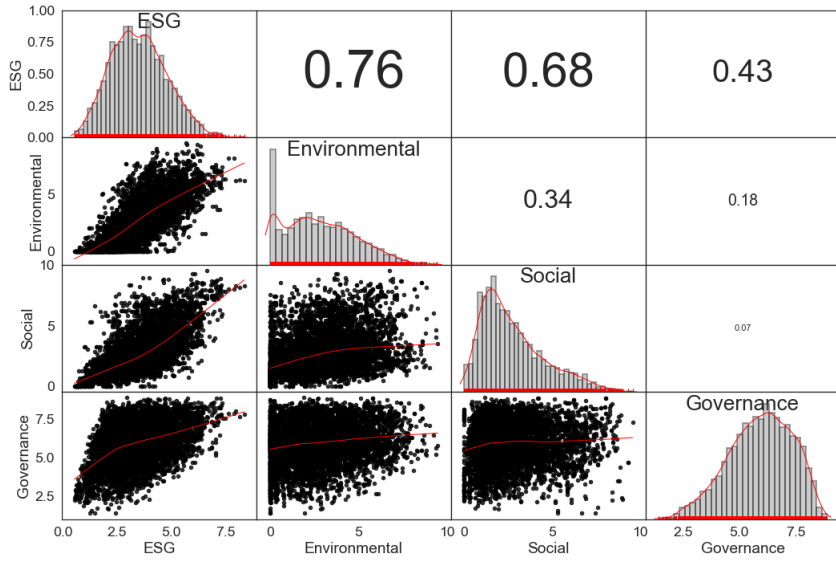 1.00
ESG
0.75
0.50
0.25
0.00
ESG
0.76
0.68
0.43
Environmental
5
0
Environmental
0.34
0.18
Social
10
5
0
Social
0.07
Governance
7.5
5.0
2.5
Governance
0.0 2.5 5.0 7.5
0 5 10
0 5 10
2.5 5.0 7.5
ESG Environmental Social Governance